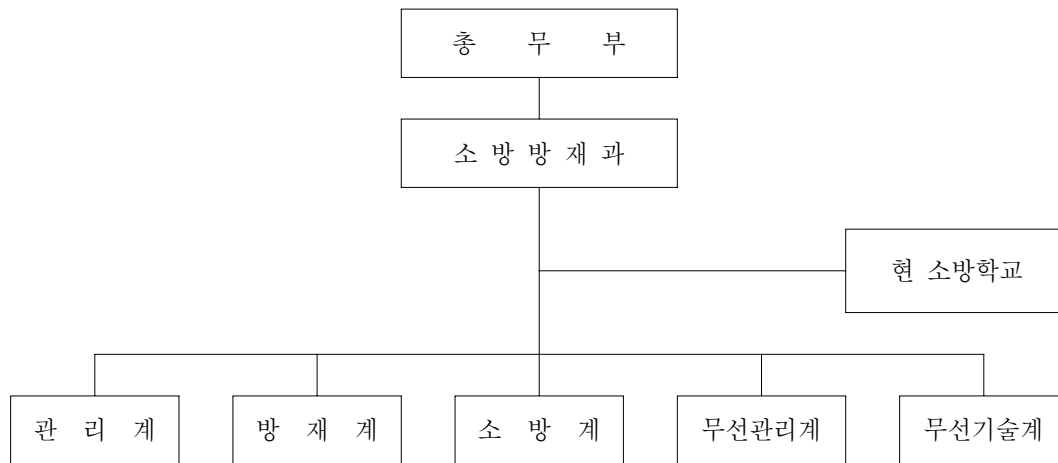 총 무 부
소 방 방 재 과
현 소방학교
관 리 계
방 재 계
소 방 계
무선관리계
무선기술계